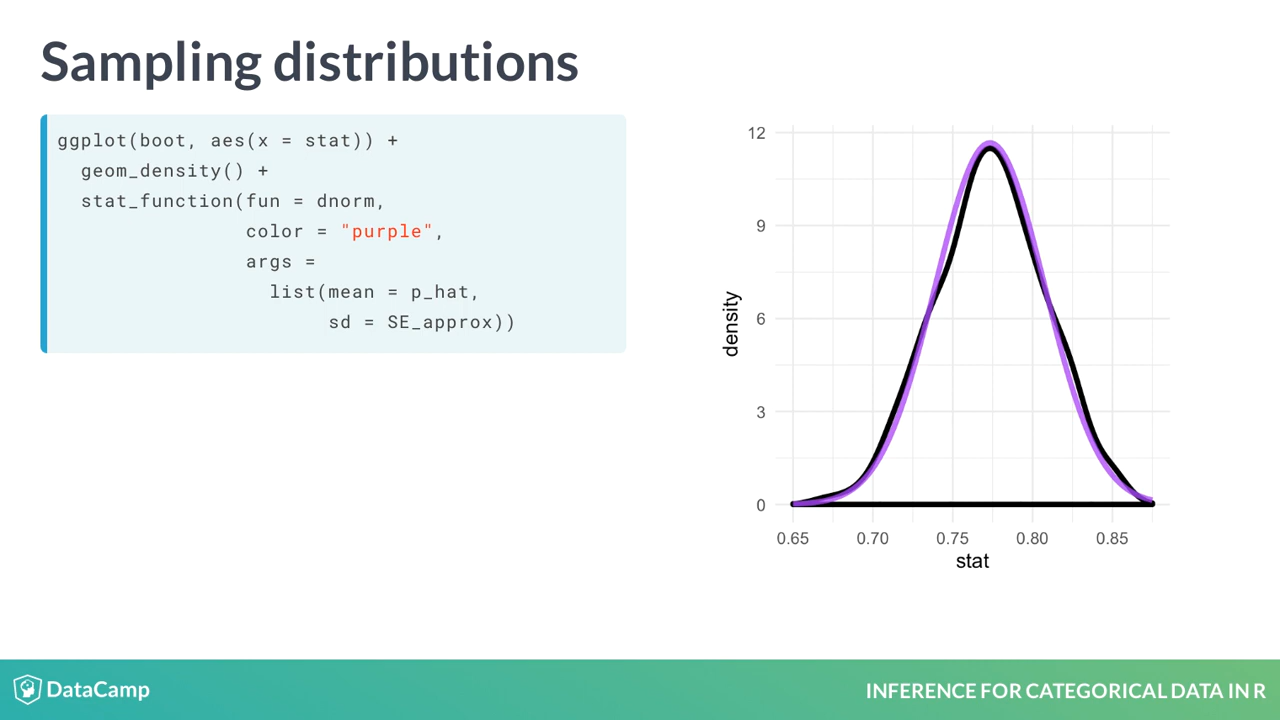 Sampling distributions
ggplot(boot, aes(x = stat)) +
  geom_density() +
  stat_function(fun = dnorm,
                color = "purple",
                args =
                  list(mean = p_hat,
                       sd = SE_approx))
12
9
6
3
0
density
0.65 0.70 0.75 0.80 0.85
stat
DataCamp
INFERENCE FOR CATEGORICAL DATA IN R